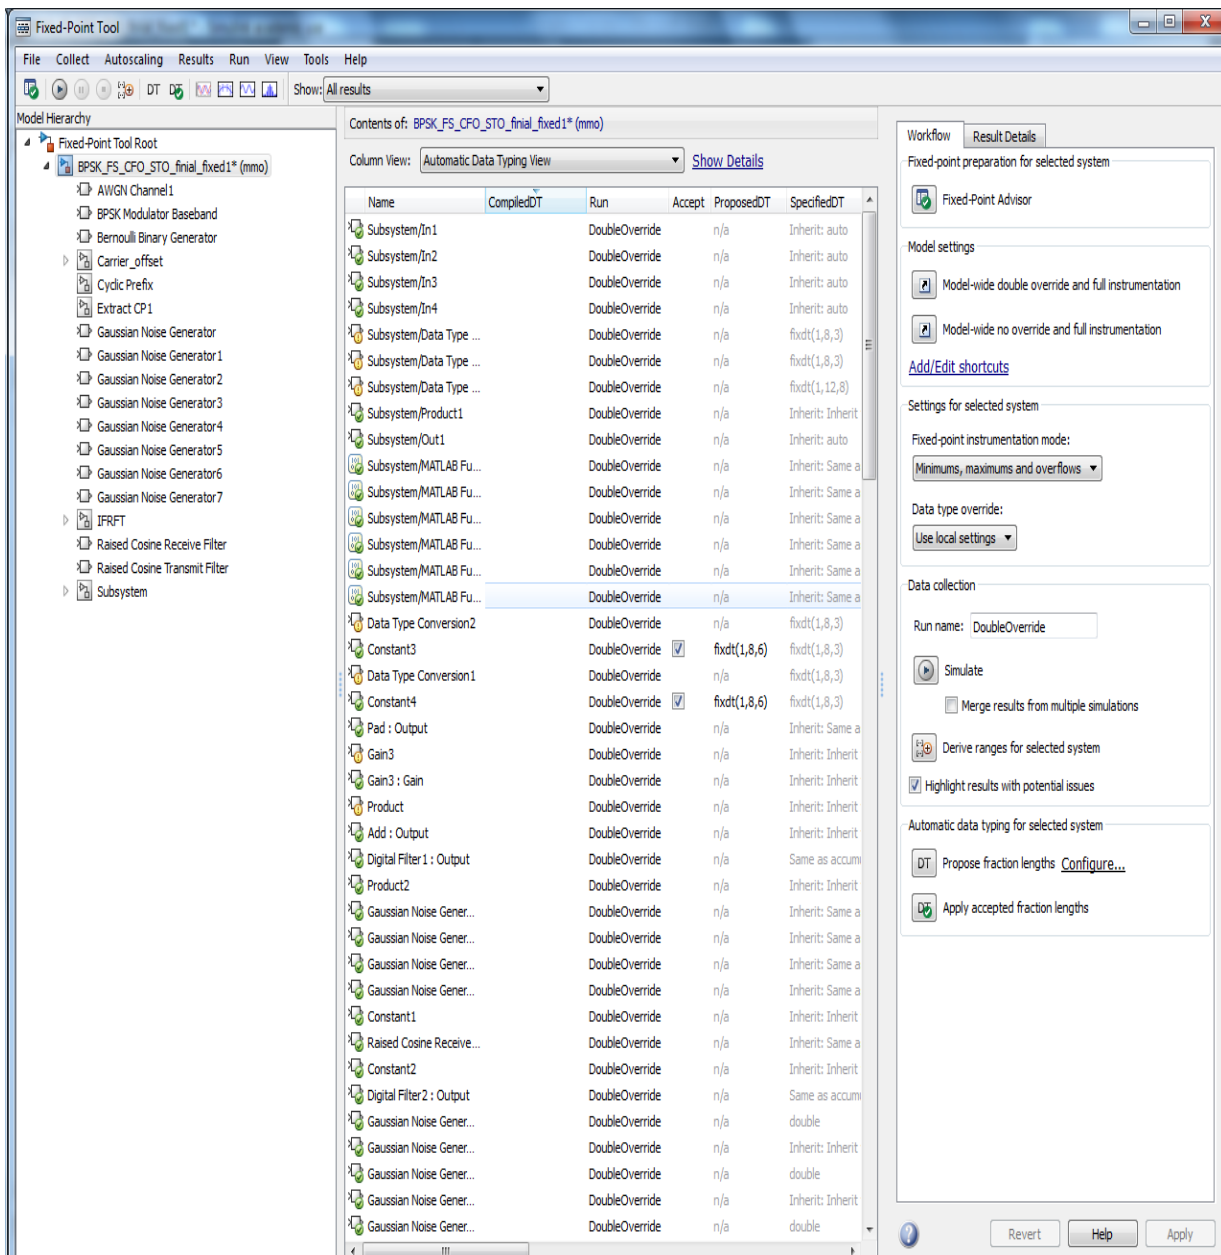 Fixed-Point Tool
File Collect Autoscaling Results Run View Tools Help
DT DT Show: All results
Model Hierarchy
Fixed-Point Tool Root
BPSK_FS_CFO_STO_finial_fixed1* (mmo)
AWGN Channel1
BPSK Modulator Baseband
Bernoulli Binary Generator
Carrier_offset
Cyclic Prefix
Extract CP1
Gaussian Noise Generator
Gaussian Noise Generator1
Gaussian Noise Generator2
Gaussian Noise Generator3
Gaussian Noise Generator4
Gaussian Noise Generator5
Gaussian Noise Generator6
Gaussian Noise Generator7
IFRFT
Raised Cosine Receive Filter
Raised Cosine Transmit Filter
Subsystem
Contents of: BPSK_FS_CFO_STO_finial_fixed1* (mmo)
Column View: Automatic Data Typing View Show Details
Name CompiledDT Run Accept ProposedDT SpecifiedDT
Subsystem/In1 DoubleOverride n/a Inherit: auto
Subsystem/In2 DoubleOverride n/a Inherit: auto
Subsystem/In3 DoubleOverride n/a Inherit: auto
Subsystem/In4 DoubleOverride n/a Inherit: auto
Subsystem/Data Type ... DoubleOverride n/a fixdt(1,8,3)
Subsystem/Data Type ... DoubleOverride n/a fixdt(1,8,3)
Subsystem/Data Type ... DoubleOverride n/a fixdt(1,12,8)
Subsystem/Product1 DoubleOverride n/a Inherit: Inherit
Subsystem/Out1 DoubleOverride n/a Inherit: auto
Subsystem/MATLAB Fu... DoubleOverride n/a Inherit: Same a
Subsystem/MATLAB Fu... DoubleOverride n/a Inherit: Same a
Subsystem/MATLAB Fu... DoubleOverride n/a Inherit: Same a
Subsystem/MATLAB Fu... DoubleOverride n/a Inherit: Same a
Subsystem/MATLAB Fu... DoubleOverride n/a Inherit: Same a
Subsystem/MATLAB Fu... DoubleOverride n/a Inherit: Same a
Data Type Conversion2 DoubleOverride n/a fixdt(1,8,3)
Constant3 DoubleOverride fixdt(1,8,6) fixdt(1,8,3)
Data Type Conversion1 DoubleOverride n/a fixdt(1,8,3)
Constant4 DoubleOverride fixdt(1,8,6) fixdt(1,8,3)
Pad : Output DoubleOverride n/a Inherit: Same a
Gain3 DoubleOverride n/a Inherit: Inherit
Gain3 : Gain DoubleOverride n/a Inherit: Inherit
Product DoubleOverride n/a Inherit: Inherit
Add : Output DoubleOverride n/a Inherit: Inherit
Digital Filter1 : Output DoubleOverride n/a Same as accum
Product2 DoubleOverride n/a Inherit: Inherit
Gaussian Noise Gener... DoubleOverride n/a Inherit: Same a
Gaussian Noise Gener... DoubleOverride n/a Inherit: Same a
Gaussian Noise Gener... DoubleOverride n/a Inherit: Same a
Gaussian Noise Gener... DoubleOverride n/a Inherit: Same a
Constant1 DoubleOverride n/a Inherit: Inherit
Raised Cosine Receive... DoubleOverride n/a Inherit: Same a
Constant2 DoubleOverride n/a Inherit: Inherit
Digital Filter2 : Output DoubleOverride n/a Same as accum
Gaussian Noise Gener... DoubleOverride n/a double
Gaussian Noise Gener... DoubleOverride n/a Inherit: Inherit
Gaussian Noise Gener... DoubleOverride n/a double
Gaussian Noise Gener... DoubleOverride n/a Inherit: Inherit
Gaussian Noise Gener... DoubleOverride n/a double
Workflow Result Details
Fixed-point preparation for selected system
Fixed-Point Advisor
Model settings
Model-wide double override and full instrumentation
Model-wide no override and full instrumentation
Add/Edit shortcuts
Settings for selected system
Fixed-point instrumentation mode:
Minimums, maximums and overflows
Data type override:
Use local settings
Data collection
Run name: DoubleOverride
Simulate
Merge results from multiple simulations
Derive ranges for selected system
Highlight results with potential issues
Automatic data typing for selected system
DT Propose fraction lengths Configure...
DT Apply accepted fraction lengths
Revert Help Apply